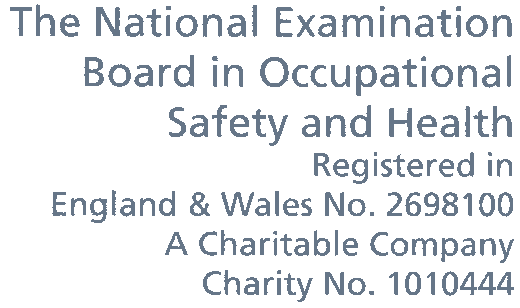 The National Examination
Board in Occupational
Safety and Health
Registered in
England & Wales No. 2698100
A Charitable Company
Charity No. 1010444